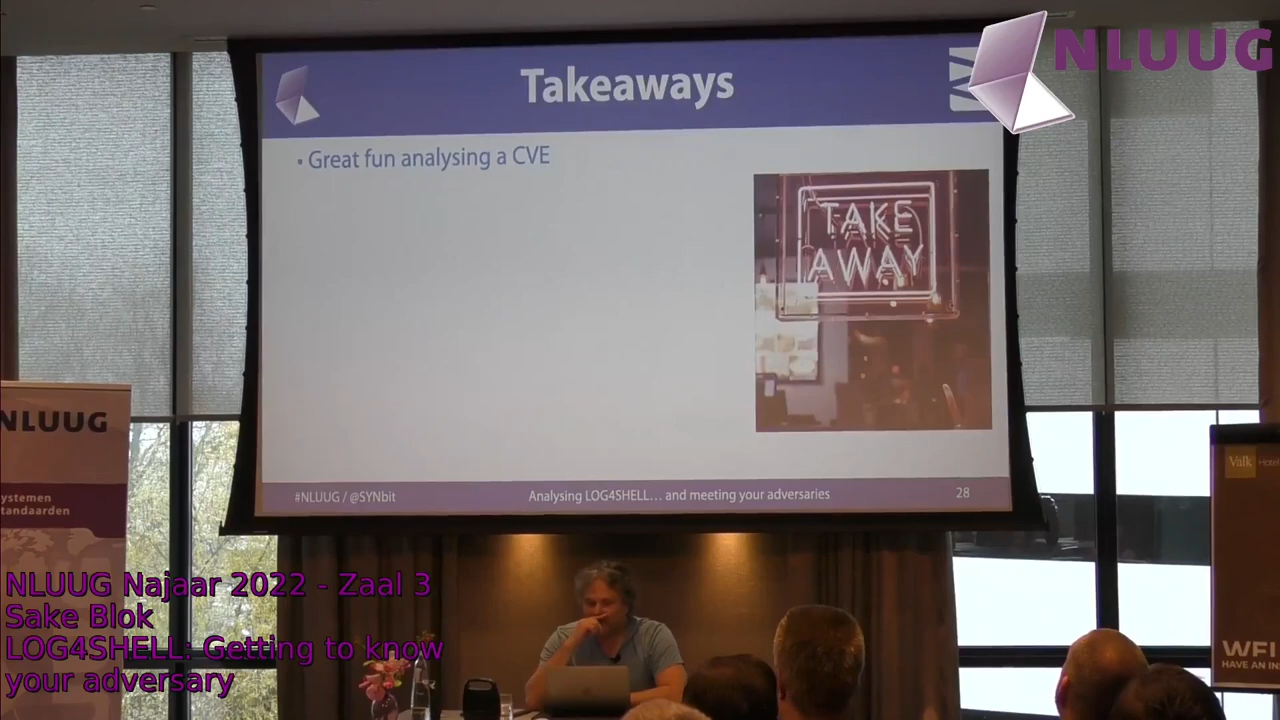 NLUUG
Takeaways
• Great fun analysing a CVE
TAKE
AWAY
#NLUUG / @SYNbit
Analysing LOG4SHELL... and meeting your adversaries
28
NLUUG
ystemen
tandaarden
Valk Hotel
WFI
HAVE AN IN
NLUUG Najaar 2022 - Zaal 3
Sake Blok
LOG4SHELL: Getting to know
your adversary